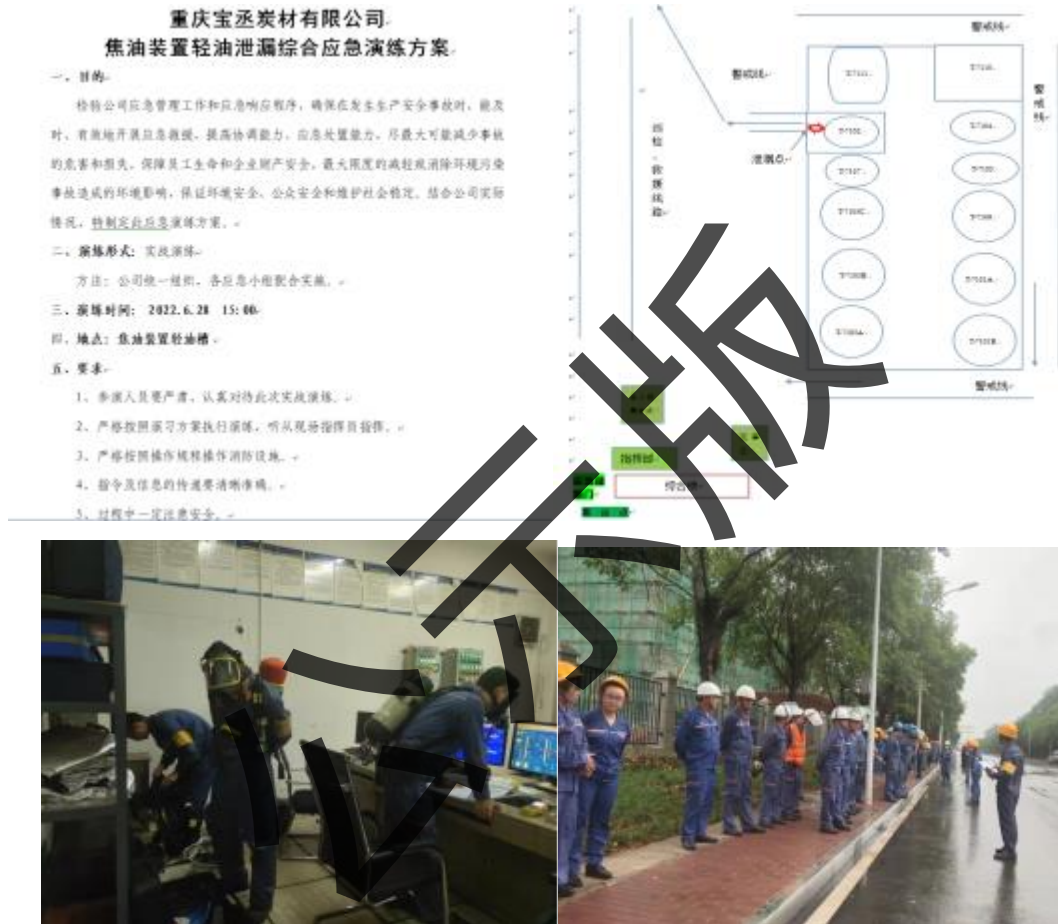 重庆宝丞炭材有限公司
焦油装置轻油泄漏综合应急演练方案
一、目的
检验公司应急管理工作和应急响应程序，确保在发生生产安全事故时，能及
时、有效地开展应急救援，提高协调能力、应急处置能力，尽最大可能减少事故
的危害和损失，保障员工生命和企业财产安全，最大限度的减轻或消除环境污染
事故造成的环境影响，保证环境安全、公众安全和维护社会稳定。结合公司实际
情况，特制定此应急演练方案。
二、演练形式：实战演练
方法：公司统一组织，各应急小组配合实施。
三、演练时间：2022.6.28 15:00
四、地点：焦油装置轻油槽
五、要求
1、参演人员要严肃，认真对待此次实战演练。
2、严格按照演习方案执行演练，听从现场指挥员指挥。
3、严格按照操作规程操作消防设施。
4、指令及信息的传递要清晰准确。
5、过程中一定注意安全。
警戒线
警戒线
警戒线
泄漏点
警戒线
指挥部
综合楼
公示版